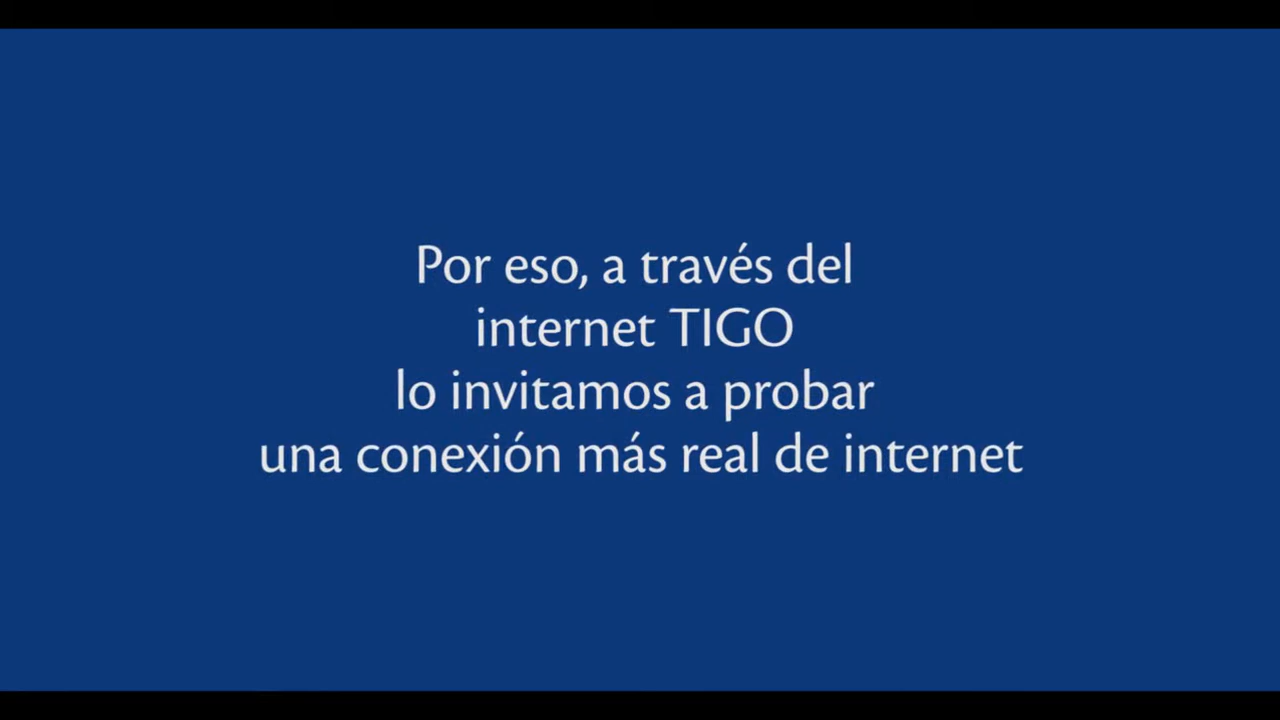 Por eso, a través del
internet TIGO
lo invitamos a probar
una conexión más real de internet